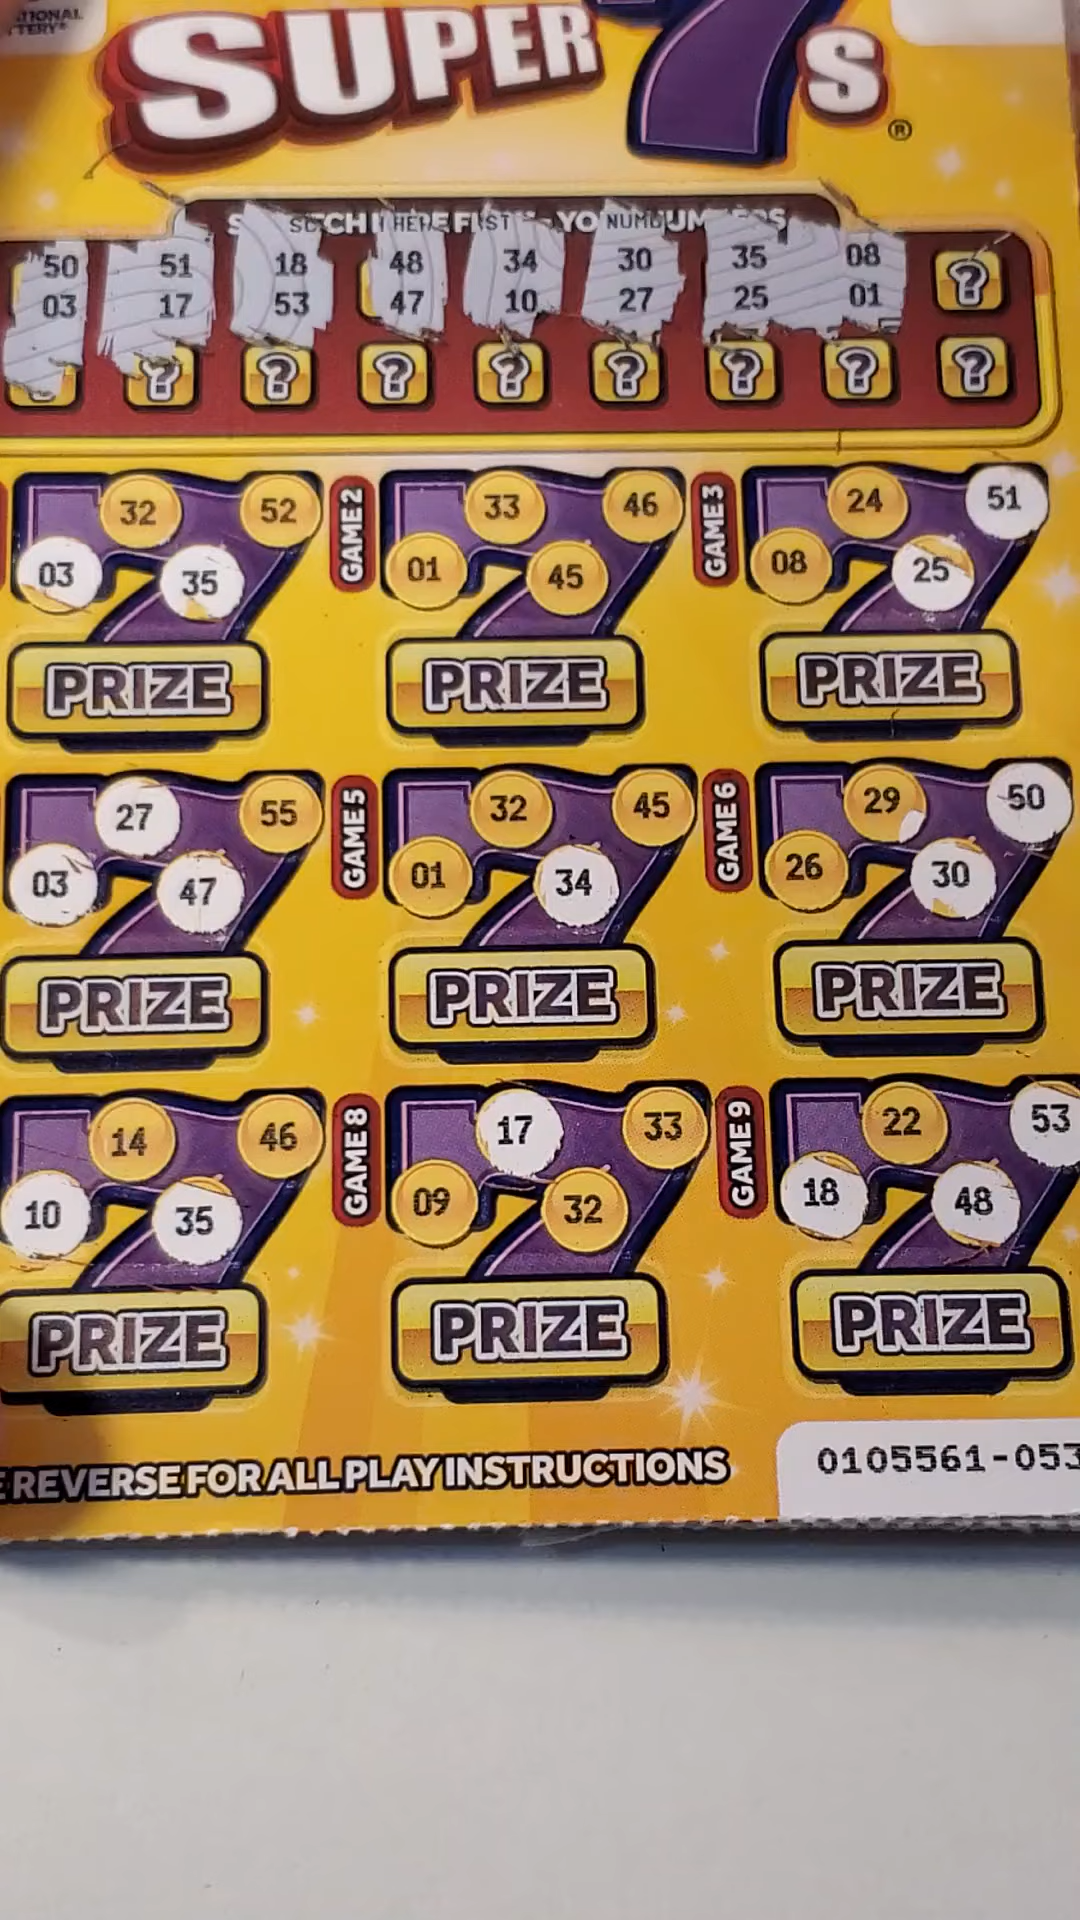 SUPER 7s®
50 51 18 48 34 30 35 08 ?
03 17 53 47 10 27 25 01
? ? ? ? ? ? ? ?
32 52 GAME 2 33 46 GAME 3 24 51
03 35 01 45 08 25
PRIZE PRIZE PRIZE
27 55 GAME 5 32 45 GAME 6 29 50
03 47 01 34 26 30
PRIZE PRIZE PRIZE
14 46 GAME 8 17 33 GAME 9 22 53
10 35 09 32 18 48
PRIZE PRIZE PRIZE
REVERSE FOR ALL PLAY INSTRUCTIONS
0105561-053